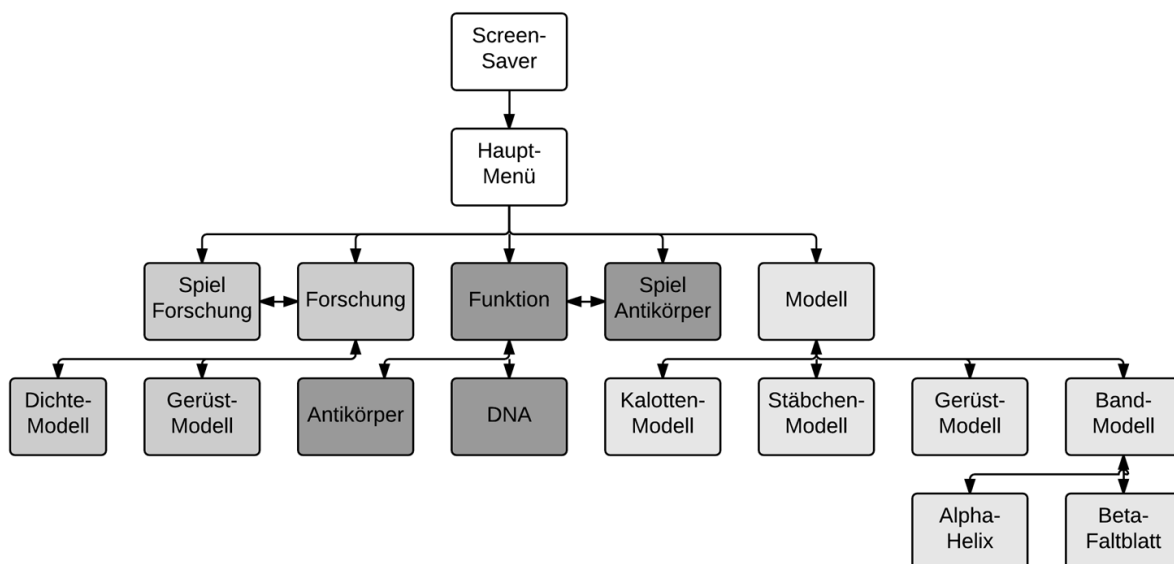 Screen-
Saver
Haupt-
Menü
Spiel
Forschung
Forschung
Funktion
Spiel
Antikörper
Modell
Dichte-
Modell
Gerüst-
Modell
Antikörper
DNA
Kalotten-
Modell
Stäbchen-
Modell
Gerüst-
Modell
Band-
Modell
Alpha-
Helix
Beta-
Faltblatt